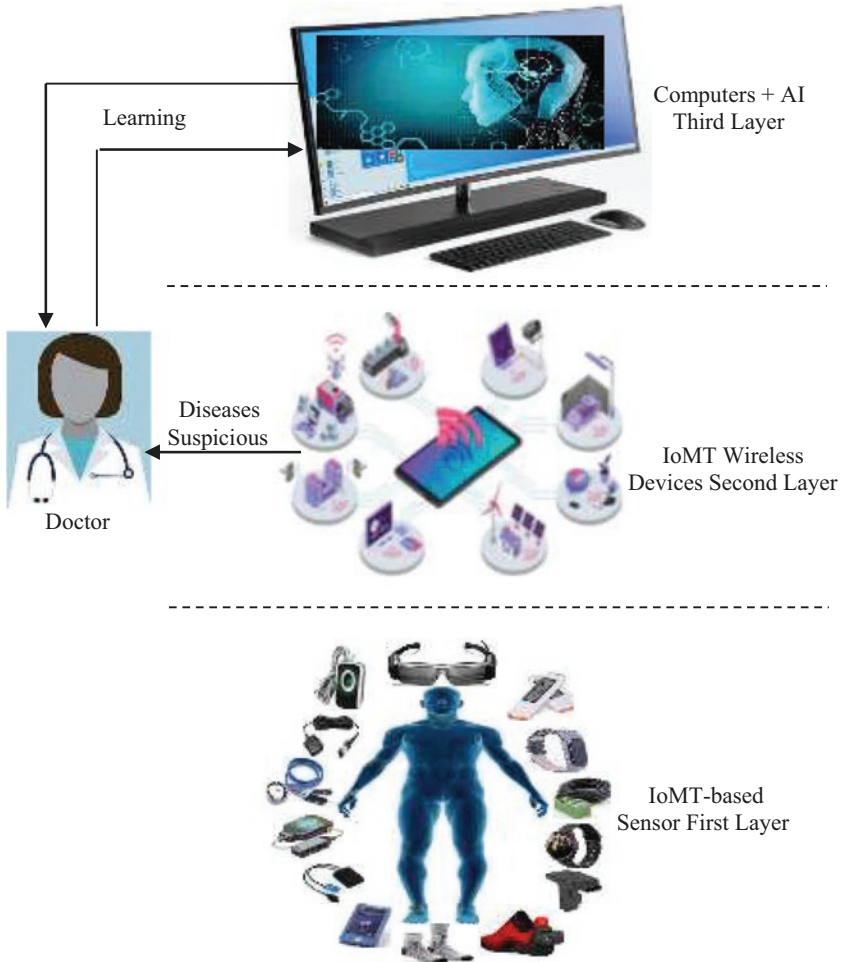 Computers + AI
Third Layer
Learning
Diseases
Suspicious
Doctor
IoMT Wireless
Devices Second Layer
IoMT-based
Sensor First Layer